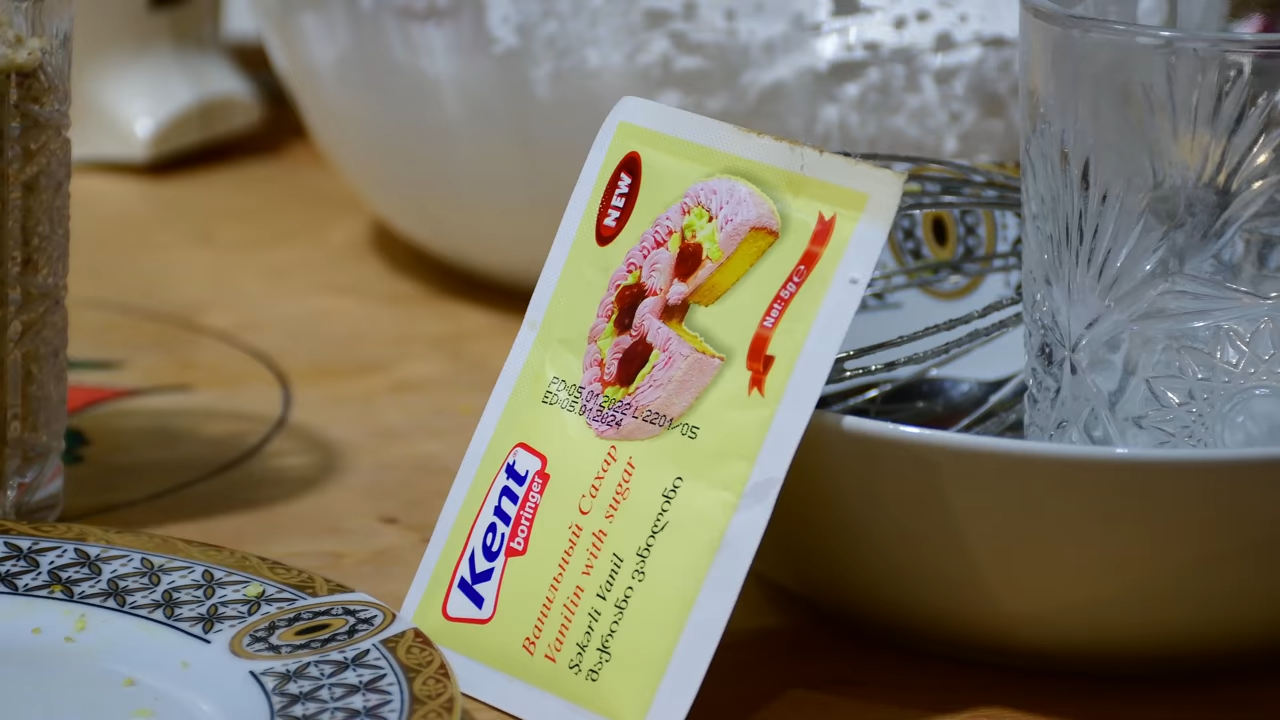 NEW
Net: 5g ℮
PD:05.01.2022 L:2201/05
ED:05.01.2024
Kent
boringer
Ванильный Сахар
Vanilin with sugar
Şəkərli Vanil
შაქრიანი ვანილინი